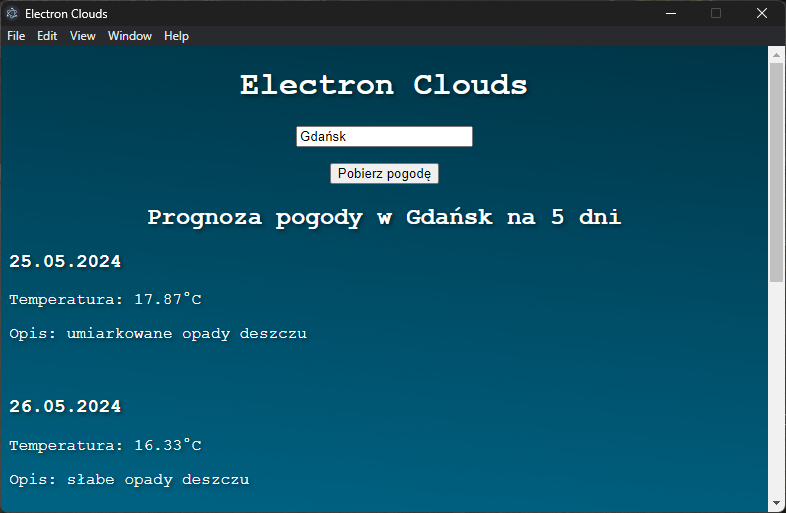 Electron Clouds
File Edit View Window Help
Electron Clouds
Gdańsk
Pobierz pogodę
Prognoza pogody w Gdańsk na 5 dni
25.05.2024
Temperatura: 17.87°C
Opis: umiarkowane opady deszczu
26.05.2024
Temperatura: 16.33°C
Opis: słabe opady deszczu